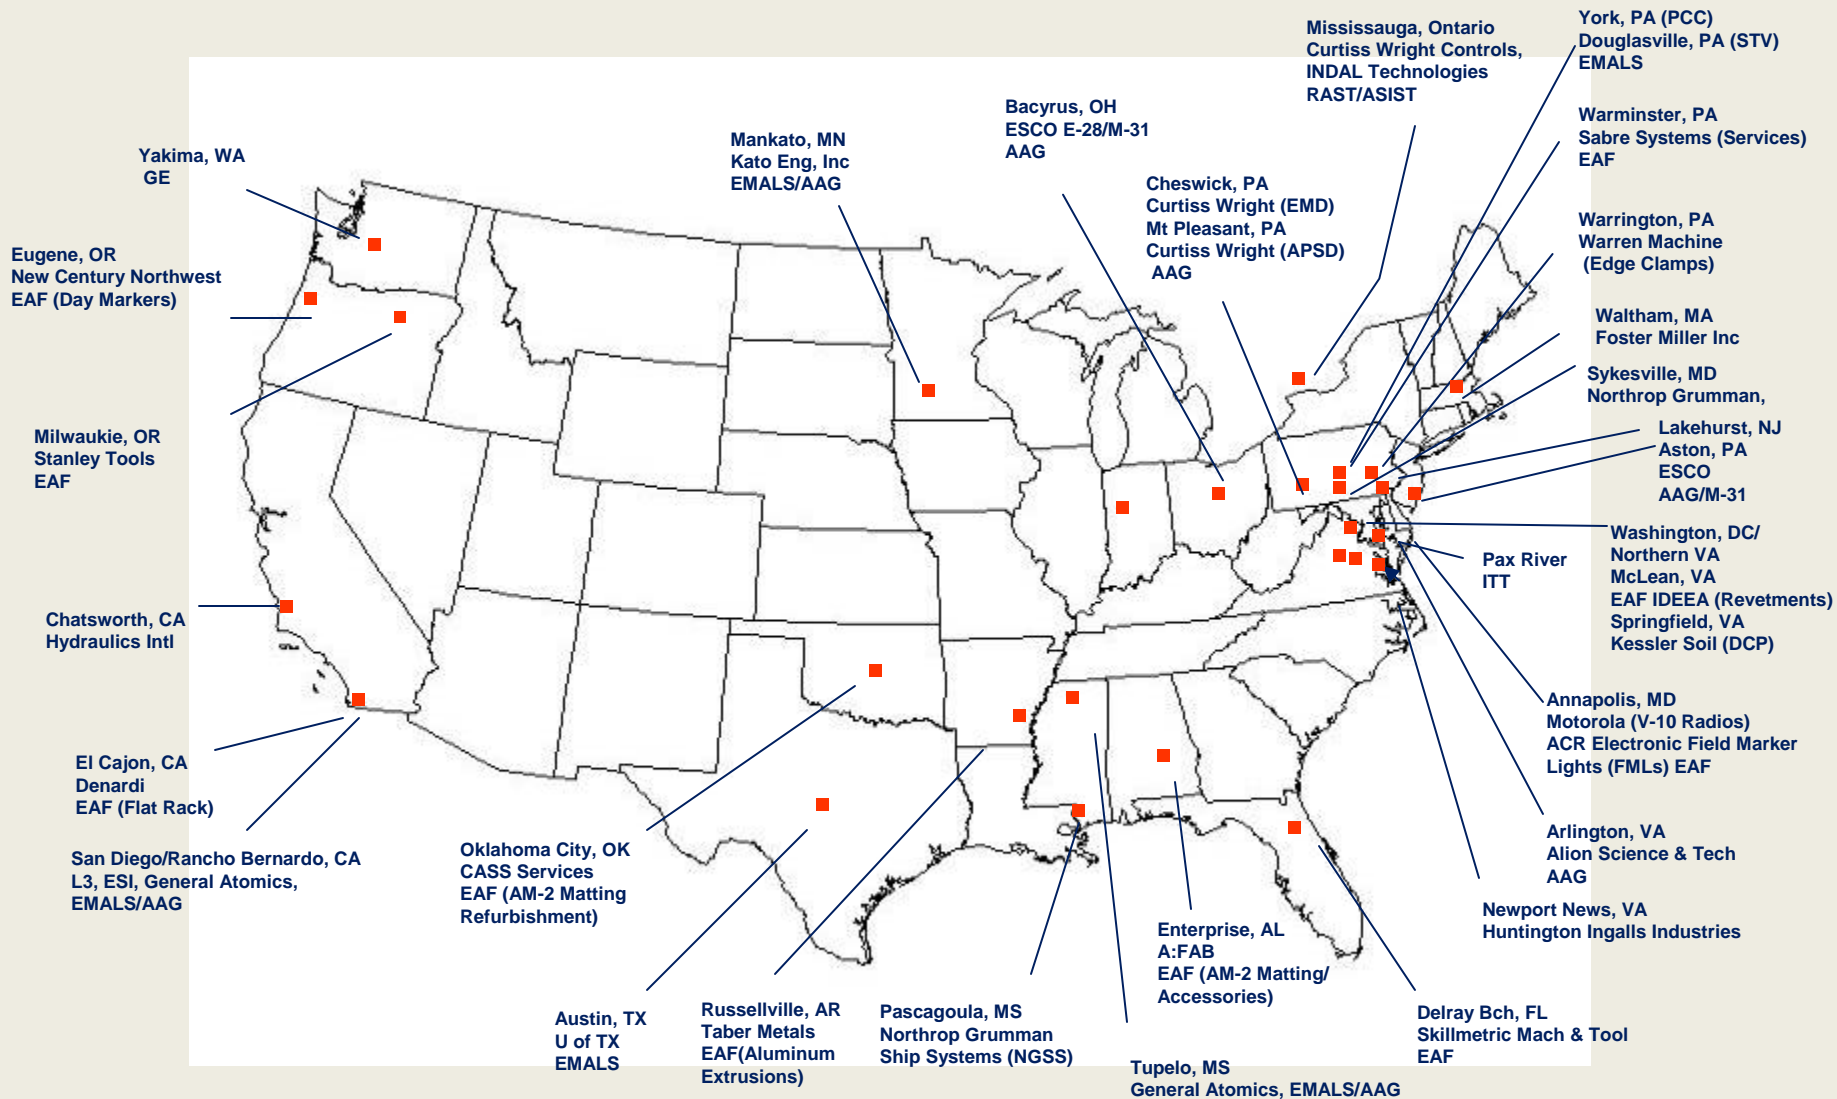 York, PA (PCC)
Douglasville, PA (STV)
EMALS
Mississauga, Ontario
Curtiss Wright Controls,
INDAL Technologies
RAST/ASIST
Bacyrus, OH
ESCO E-28/M-31
AAG
Warminster, PA
Sabre Systems (Services)
EAF
Mankato, MN
Kato Eng, Inc
EMALS/AAG
Yakima, WA
GE
Cheswick, PA
Curtiss Wright (EMD)
Mt Pleasant, PA
Curtiss Wright (APSD)
AAG
Warrington, PA
Warren Machine
(Edge Clamps)
Eugene, OR
New Century Northwest
EAF (Day Markers)
Waltham, MA
Foster Miller Inc
Sykesville, MD
Northrop Grumman,
Milwaukie, OR
Stanley Tools
EAF
Lakehurst, NJ
Aston, PA
ESCO
AAG/M-31
Washington, DC/
Northern VA
McLean, VA
EAF IDEEA (Revetments)
Springfield, VA
Kessler Soil (DCP)
Pax River
ITT
Chatsworth, CA
Hydraulics Intl
Annapolis, MD
Motorola (V-10 Radios)
ACR Electronic Field Marker
Lights (FMLs) EAF
El Cajon, CA
Denardi
EAF (Flat Rack)
Arlington, VA
Alion Science & Tech
AAG
San Diego/Rancho Bernardo, CA
L3, ESI, General Atomics,
EMALS/AAG
Oklahoma City, OK
CASS Services
EAF (AM-2 Matting
Refurbishment)
Newport News, VA
Huntington Ingalls Industries
Enterprise, AL
A:FAB
EAF (AM-2 Matting/
Accessories)
Austin, TX
U of TX
EMALS
Russellville, AR
Taber Metals
EAF(Aluminum
Extrusions)
Pascagoula, MS
Northrop Grumman
Ship Systems (NGSS)
Delray Bch, FL
Skillmetric Mach & Tool
EAF
Tupelo, MS
General Atomics, EMALS/AAG